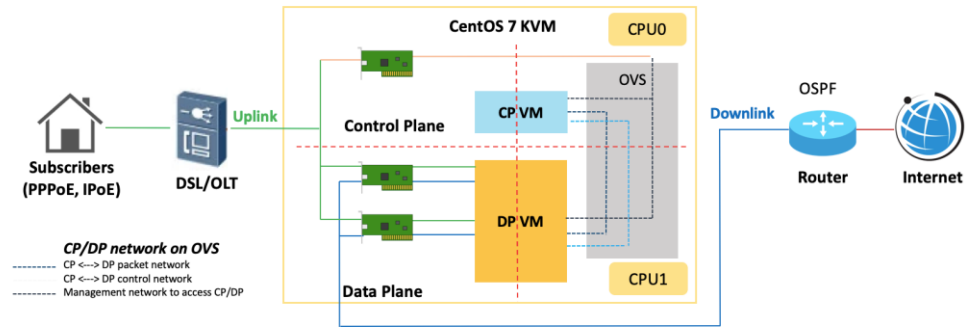 CentOS 7 KVM
CPU0
OVS
OSPF
Uplink
Control Plane
CP VM
Downlink
Subscribers
(PPPoE, IPoE)
DSL/OLT
Router
Internet
DP VM
CP/DP network on OVS
CP <---> DP packet network
CP <---> DP control network
Management network to access CP/DP
Data Plane
CPU1